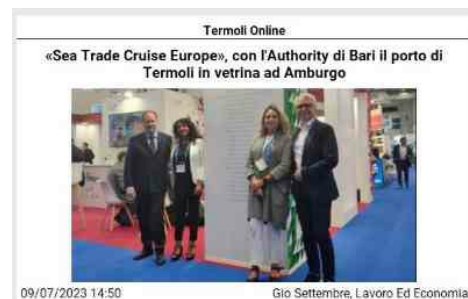 Termoli Online
«Sea Trade Cruise Europe», con l'Authority di Bari il porto di
Termoli in vetrina ad Amburgo
09/07/2023 14:50
Gio Settembre, Lavoro Ed Economia